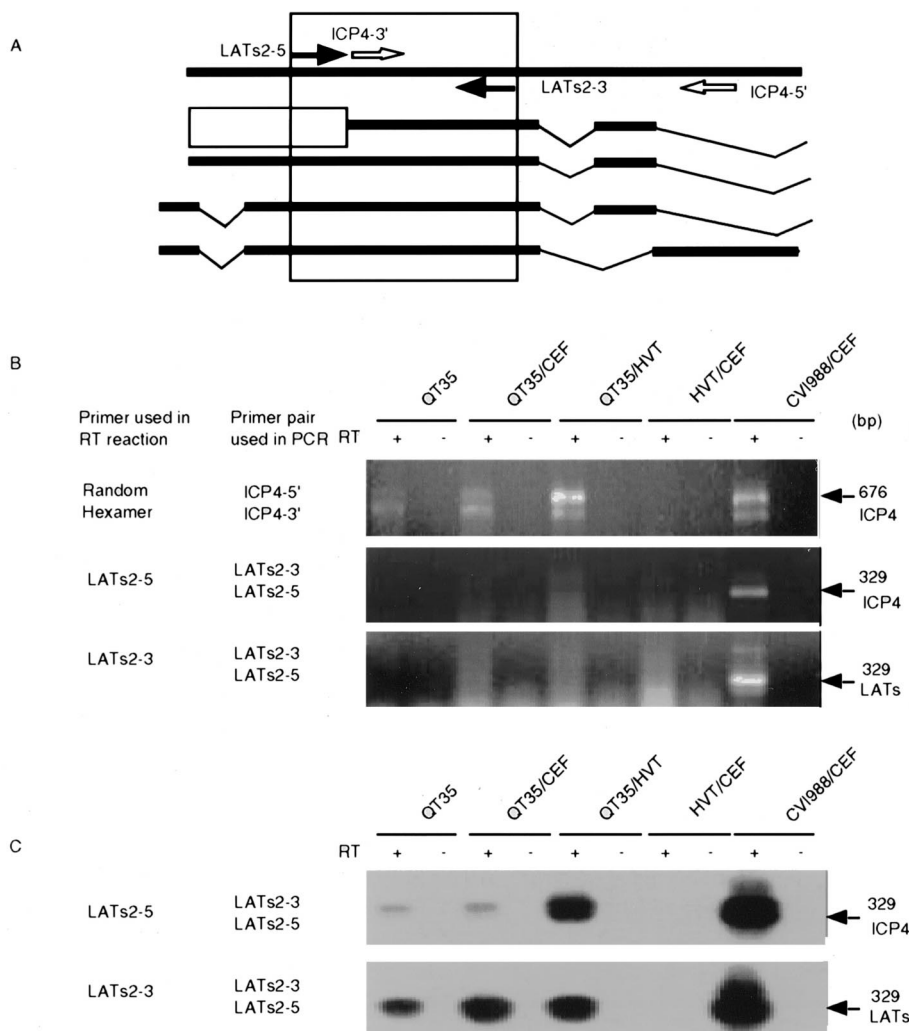 A
ICP4-3'
LATs2-5
LATs2-3
ICP4-5'
B
QT35
QT35/CEF
QT35/HVT
HVT/CEF
CVI988/CEF
Primer used in
RT reaction
Primer pair
used in PCR
RT
+ - + - + - + - + -
(bp)
Random
Hexamer
ICP4-5'
ICP4-3'
676
ICP4
LATs2-5
LATs2-3
LATs2-5
329
ICP4
LATs2-3
LATs2-3
LATs2-5
329
LATs
C
QT35
QT35/CEF
QT35/HVT
HVT/CEF
CVI988/CEF
RT
+ - + - + - + - + -
LATs2-5
LATs2-3
LATs2-5
329
ICP4
LATs2-3
LATs2-3
LATs2-5
329
LATs